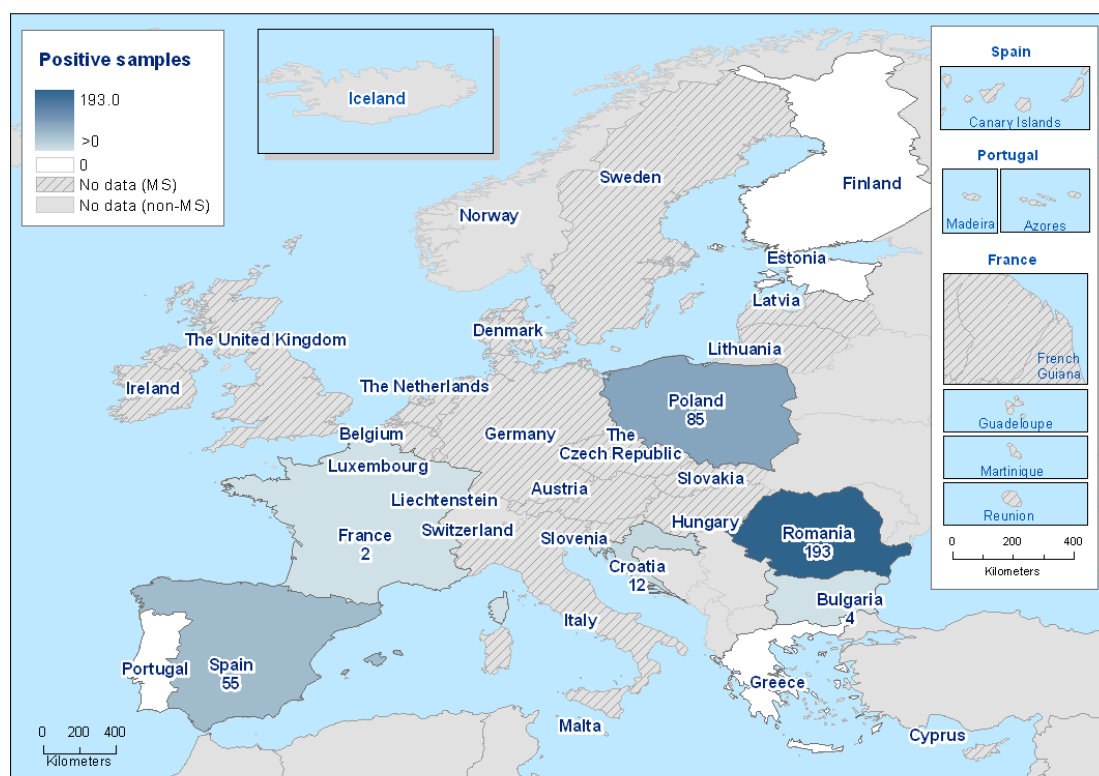 Positive samples
193.0
>0
0
No data (MS)
No data (non-MS)
Iceland
Sweden
Finland
Norway
Estonia
Latvia
Denmark
Lithuania
The United Kingdom
Ireland
The Netherlands
Poland
85
Belgium
Germany
The
Czech Republic
Luxembourg
Slovakia
Liechtenstein
Austria
Hungary
Romania
193
France
2
Switzerland
Slovenia
Croatia
12
Bulgaria
4
Italy
Portugal
Spain
55
Greece
Malta
Cyprus
0 200 400
Kilometers
Spain
Canary Islands
Portugal
Madeira
Azores
France
French
Guiana
Guadeloupe
Martinique
Reunion
0 200 400
Kilometers